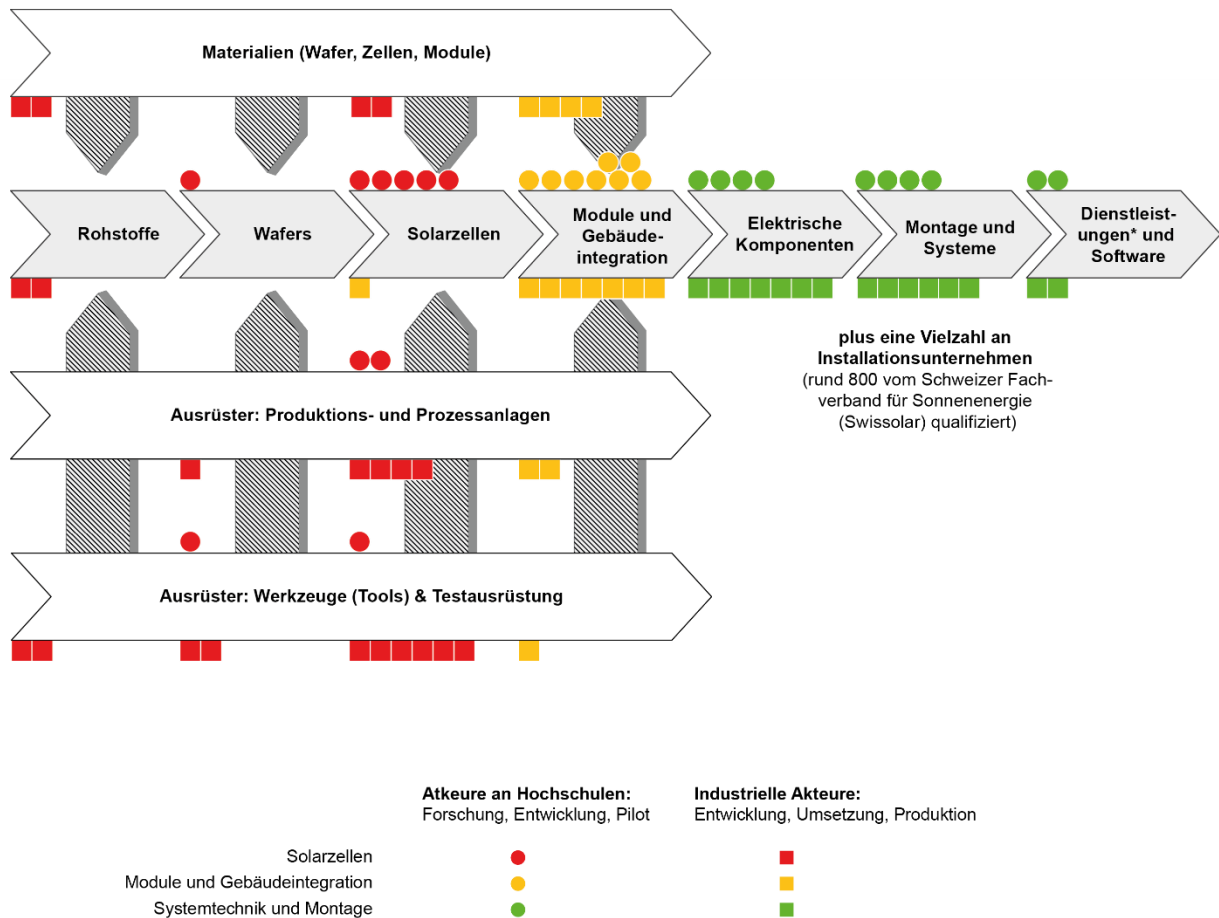 Materialien (Wafer, Zellen, Module)
Rohstoffe
Wafers
Solarzellen
Module und
Gebäude-
integration
Elektrische
Komponenten
Montage und
Systeme
Dienstleist-
ungen* und
Software
plus eine Vielzahl an
Installationsunternehmen
(rund 800 vom Schweizer Fach-
verband für Sonnenenergie
(Swissolar) qualifiziert)
Ausrüster: Produktions- und Prozessanlagen
Ausrüster: Werkzeuge (Tools) & Testausrüstung
Atkeure an Hochschulen:
Forschung, Entwicklung, Pilot
Industrielle Akteure:
Entwicklung, Umsetzung, Produktion
Solarzellen
Module und Gebäudeintegration
Systemtechnik und Montage